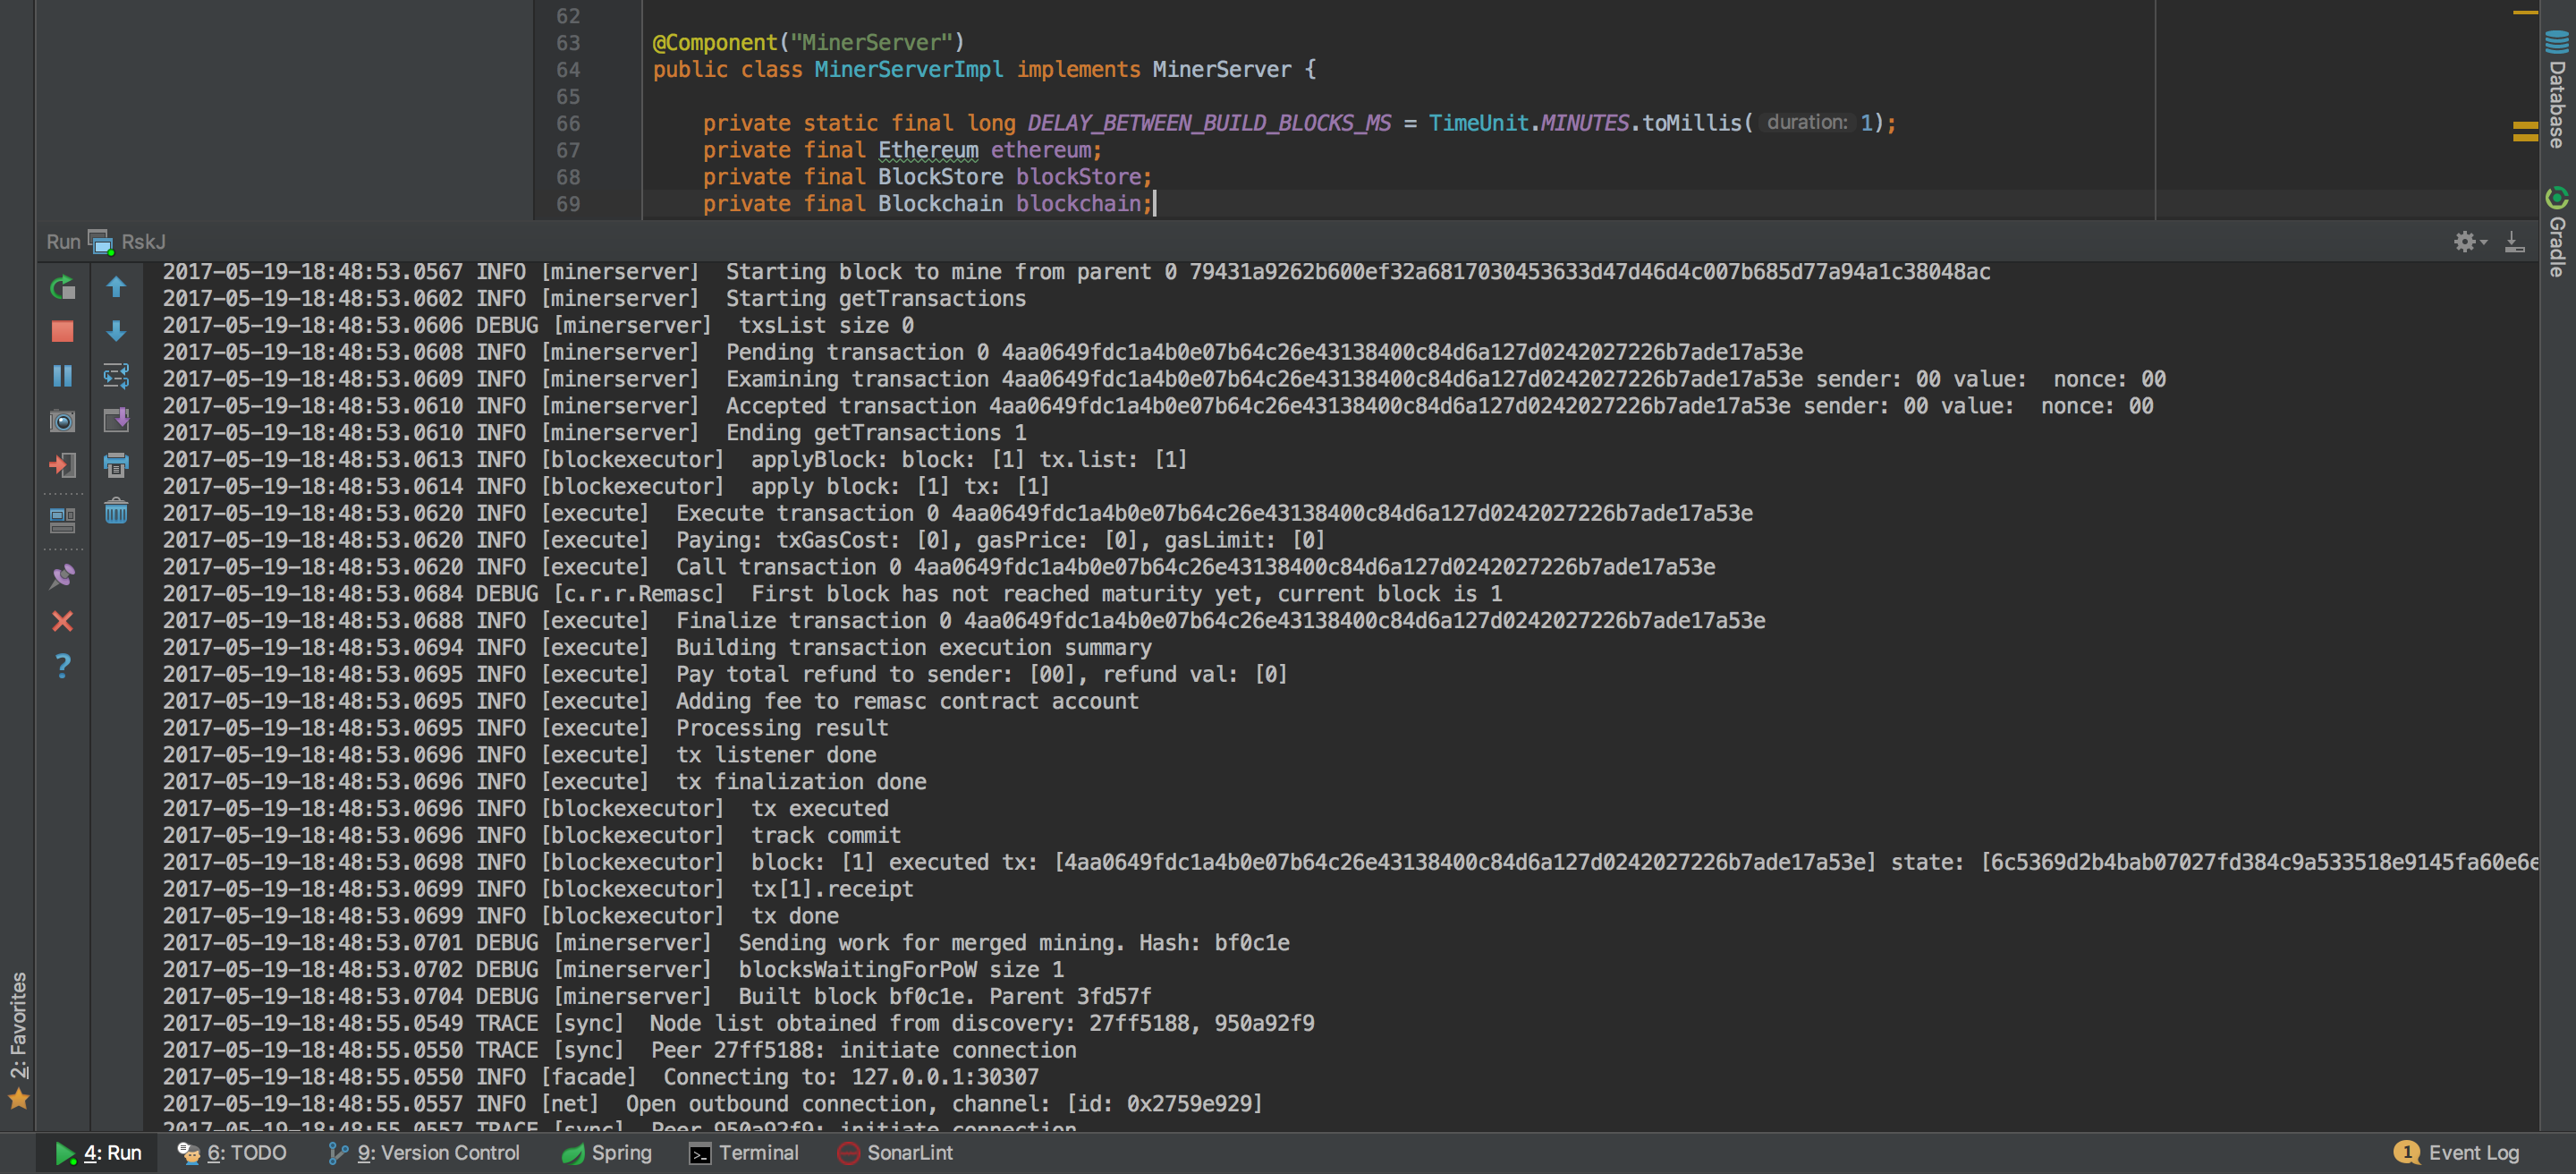 62
63 @Component("MinerServer")
64 public class MinerServerImpl implements MinerServer {
65
66 private static final long DELAY_BETWEEN_BUILD_BLOCKS_MS = TimeUnit.MINUTES.toMillis( duration: 1);
67 private final Ethereum ethereum;
68 private final BlockStore blockStore;
69 private final Blockchain blockchain;
Database
Gradle
Run RskJ
2017-05-19-18:48:53.0567 INFO [minerserver]  Starting block to mine from parent 0 79431a9262b600ef32a6817030453633d47d46d4c007b685d77a94a1c38048ac
2017-05-19-18:48:53.0602 INFO [minerserver]  Starting getTransactions
2017-05-19-18:48:53.0606 DEBUG [minerserver]  txsList size 0
2017-05-19-18:48:53.0608 INFO [minerserver]  Pending transaction 0 4aa0649fdc1a4b0e07b64c26e43138400c84d6a127d0242027226b7ade17a53e
2017-05-19-18:48:53.0609 INFO [minerserver]  Examining transaction 4aa0649fdc1a4b0e07b64c26e43138400c84d6a127d0242027226b7ade17a53e sender: 00 value:  nonce: 00
2017-05-19-18:48:53.0610 INFO [minerserver]  Accepted transaction 4aa0649fdc1a4b0e07b64c26e43138400c84d6a127d0242027226b7ade17a53e sender: 00 value:  nonce: 00
2017-05-19-18:48:53.0610 INFO [minerserver]  Ending getTransactions 1
2017-05-19-18:48:53.0613 INFO [blockexecutor]  applyBlock: block: [1] tx.list: [1]
2017-05-19-18:48:53.0614 INFO [blockexecutor]  apply block: [1] tx: [1]
2017-05-19-18:48:53.0620 INFO [execute]  Execute transaction 0 4aa0649fdc1a4b0e07b64c26e43138400c84d6a127d0242027226b7ade17a53e
2017-05-19-18:48:53.0620 INFO [execute]  Paying: txGasCost: [0], gasPrice: [0], gasLimit: [0]
2017-05-19-18:48:53.0620 INFO [execute]  Call transaction 0 4aa0649fdc1a4b0e07b64c26e43138400c84d6a127d0242027226b7ade17a53e
2017-05-19-18:48:53.0684 DEBUG [c.r.r.Remasc]  First block has not reached maturity yet, current block is 1
2017-05-19-18:48:53.0688 INFO [execute]  Finalize transaction 0 4aa0649fdc1a4b0e07b64c26e43138400c84d6a127d0242027226b7ade17a53e
2017-05-19-18:48:53.0694 INFO [execute]  Building transaction execution summary
2017-05-19-18:48:53.0695 INFO [execute]  Pay total refund to sender: [00], refund val: [0]
2017-05-19-18:48:53.0695 INFO [execute]  Adding fee to remasc contract account
2017-05-19-18:48:53.0695 INFO [execute]  Processing result
2017-05-19-18:48:53.0696 INFO [execute]  tx listener done
2017-05-19-18:48:53.0696 INFO [execute]  tx finalization done
2017-05-19-18:48:53.0696 INFO [blockexecutor]  tx executed
2017-05-19-18:48:53.0696 INFO [blockexecutor]  track commit
2017-05-19-18:48:53.0698 INFO [blockexecutor]  block: [1] executed tx: [4aa0649fdc1a4b0e07b64c26e43138400c84d6a127d0242027226b7ade17a53e] state: [6c5369d2b4bab07027fd384c9a533518e9145fa60e6e
2017-05-19-18:48:53.0699 INFO [blockexecutor]  tx[1].receipt
2017-05-19-18:48:53.0699 INFO [blockexecutor]  tx done
2017-05-19-18:48:53.0701 DEBUG [minerserver]  Sending work for merged mining. Hash: bf0c1e
2017-05-19-18:48:53.0702 DEBUG [minerserver]  blocksWaitingForPoW size 1
2017-05-19-18:48:53.0704 DEBUG [minerserver]  Built block bf0c1e. Parent 3fd57f
2017-05-19-18:48:55.0549 TRACE [sync]  Node list obtained from discovery: 27ff5188, 950a92f9
2017-05-19-18:48:55.0550 TRACE [sync]  Peer 27ff5188: initiate connection
2017-05-19-18:48:55.0550 INFO [facade]  Connecting to: 127.0.0.1:30307
2017-05-19-18:48:55.0557 INFO [net]  Open outbound connection, channel: [id: 0x2759e929]
2017-05-19-18:48:55.0557 TRACE [sync]  Peer 950a92f9: initiate connection
2: Favorites
4: Run 6: TODO 9: Version Control Spring Terminal SonarLint 1 Event Log